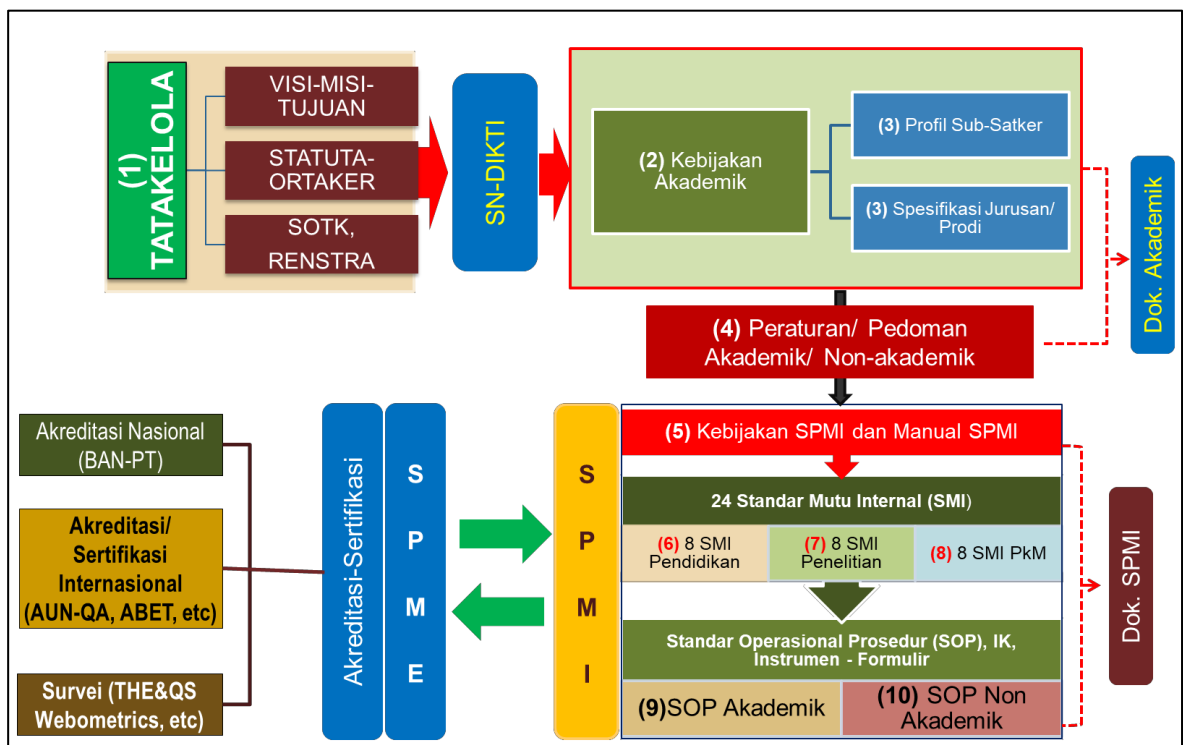 (1)
TATAKELOLA
VISI-MISI-
TUJUAN
STATUTA-
ORTAKER
SOTK,
RENSTRA
SN-DIKTI
(2) Kebijakan
Akademik
(3) Profil Sub-Satker
(3) Spesifikasi Jurusan/
Prodi
Dok. Akademik
(4) Peraturan/ Pedoman
Akademik/ Non-akademik
Akreditasi Nasional
(BAN-PT)
Akreditasi/
Sertifikasi
Internasional
(AUN-QA, ABET, etc)
Survei (THE&QS
Webometrics, etc)
Akreditasi-Sertifikasi
S
P
M
E
S
P
M
I
(5) Kebijakan SPMI dan Manual SPMI
24 Standar Mutu Internal (SMI)
(6) 8 SMI
Pendidikan
(7) 8 SMI
Penelitian
(8) 8 SMI PkM
Standar Operasional Prosedur (SOP), IK,
Instrumen - Formulir
(9)SOP Akademik
(10) SOP Non
Akademik
Dok. SPMI